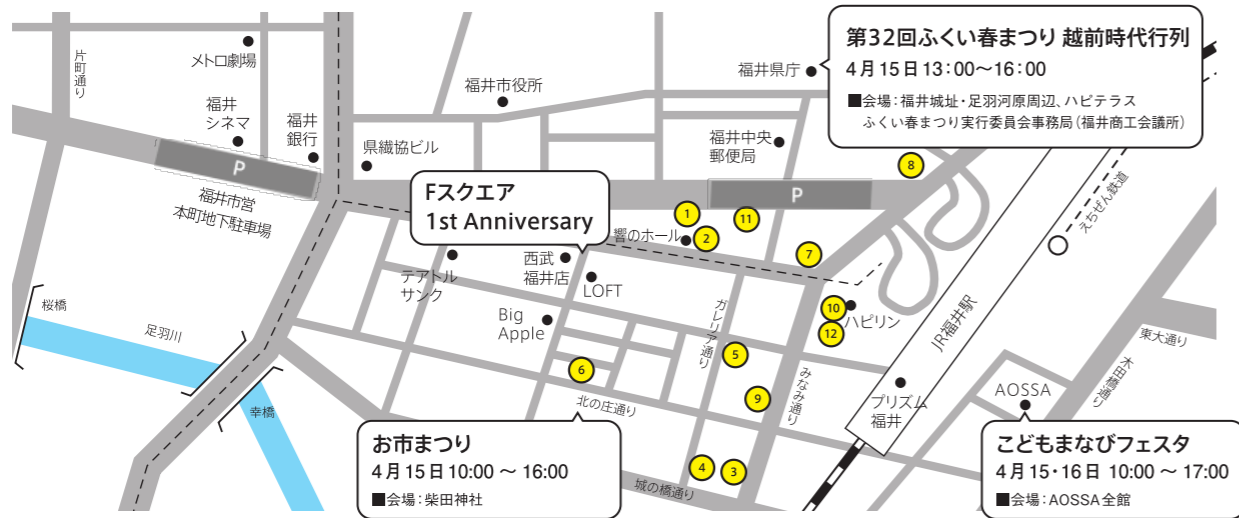 第32回ふくい春まつり 越前時代行列
4月15日13:00〜16:00
■会場:福井城址・足羽河原周辺、ハピテラス
ふくい春まつり実行委員会事務局(福井商工会議所)
片町通り
メトロ劇場
福井
シネマ
福井
銀行
福井市役所
福井県庁
県繊協ビル
福井中央
郵便局
P
P
福井市営
本町地下駐車場
Fスクエア
1st Anniversary
響のホール
1
2
11
7
8
えちぜん鉄道
テアトル
サンク
西武
福井店
LOFT
Big
Apple
ガレリア通り
10
ハピリン
12
JR福井駅
桜橋
足羽川
幸橋
6
5
9
みなみ通り
北の庄通り
プリズム
福井
AOSSA
東大通り
木田橋通り
お市まつり
4月15日10:00 〜 16:00
■会場:柴田神社
4
3
城の橋通り
こどもまなびフェスタ
4月15・16日 10:00 〜 17:00
■会場:AOSSA全館